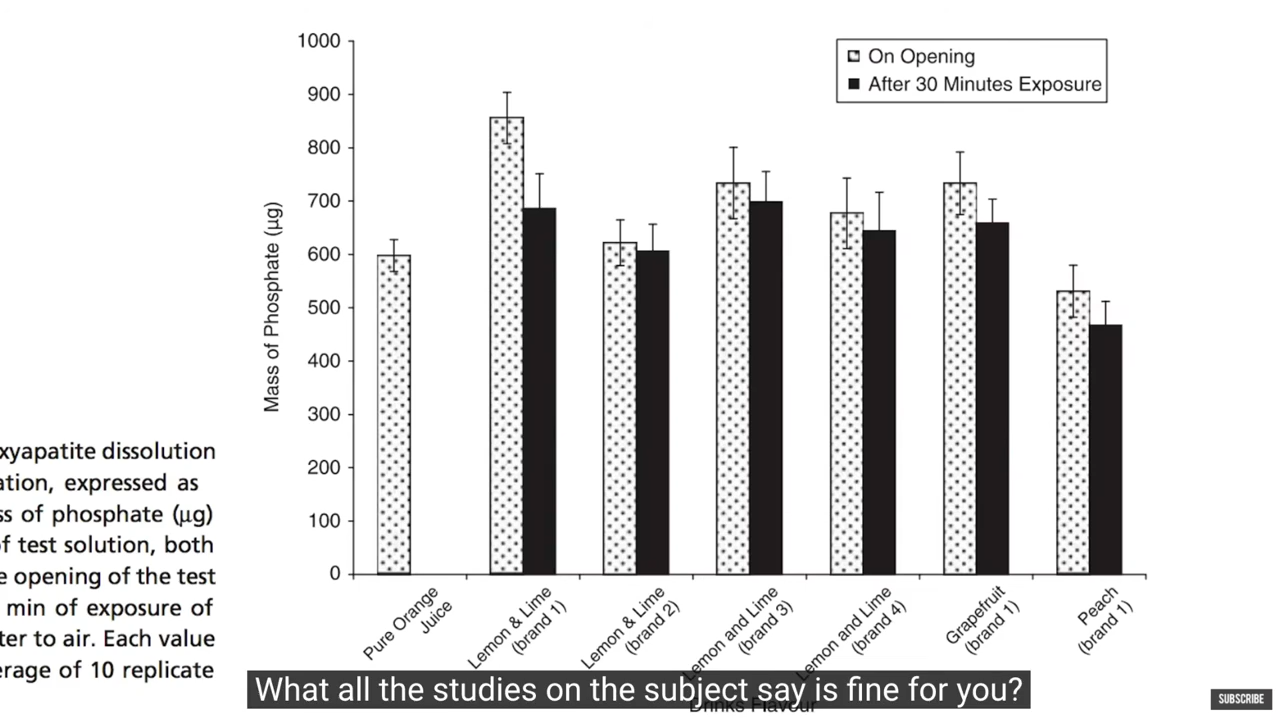 1000
900
800
700
600
500
400
300
200
100
0
Mass of Phosphate (µg)
On Opening
After 30 Minutes Exposure
xyapatite dissolution
ation, expressed as
ss of phosphate (µg)
of test solution, both
e opening of the test
min of exposure of
ter to air. Each value
erage of 10 replicate
Pure Orange
Juice
Lemon & Lime
(brand 1)
Lemon & Lime
(brand 2)
Lemon and Lime
(brand 3)
Lemon and Lime
(brand 4)
Grapefruit
(brand 1)
Peach
(brand 1)
Drinks Flavour
What all the studies on the subject say is fine for you?
SUBSCRIBE